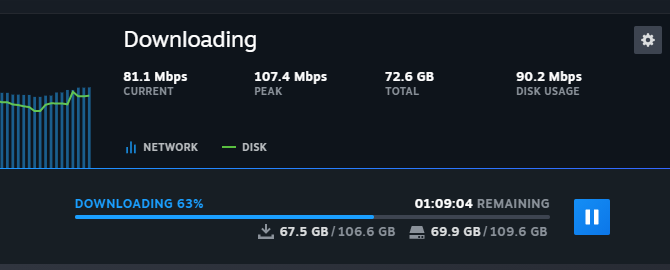 Downloading
81.1 Mbps 107.4 Mbps 72.6 GB 90.2 Mbps
CURRENT PEAK TOTAL DISK USAGE
NETWORK DISK
DOWNLOADING 63% 01:09:04 REMAINING
67.5 GB / 106.6 GB 69.9 GB / 109.6 GB